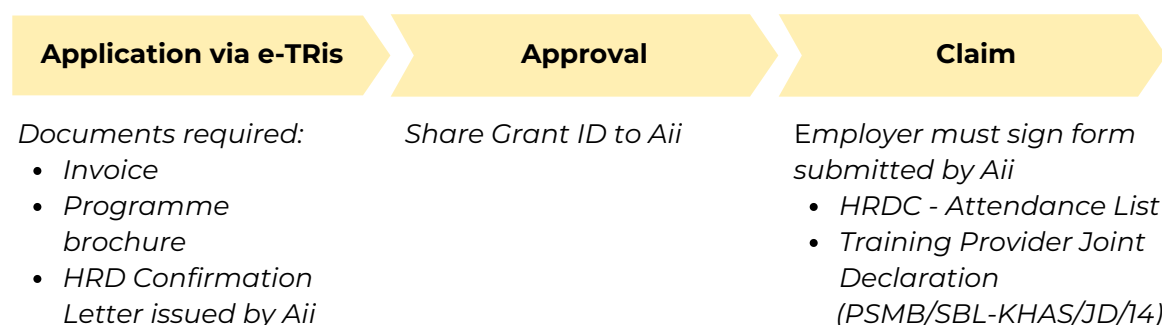 Application via e-TRis
Documents required:
• Invoice
• Programme
brochure
• HRD Confirmation
Letter issued by Aii
Approval
Share Grant ID to Aii
Claim
Employer must sign form
submitted by Aii
• HRDC - Attendance List
• Training Provider Joint
Declaration
(PSMB/SBL-KHAS/JD/14)